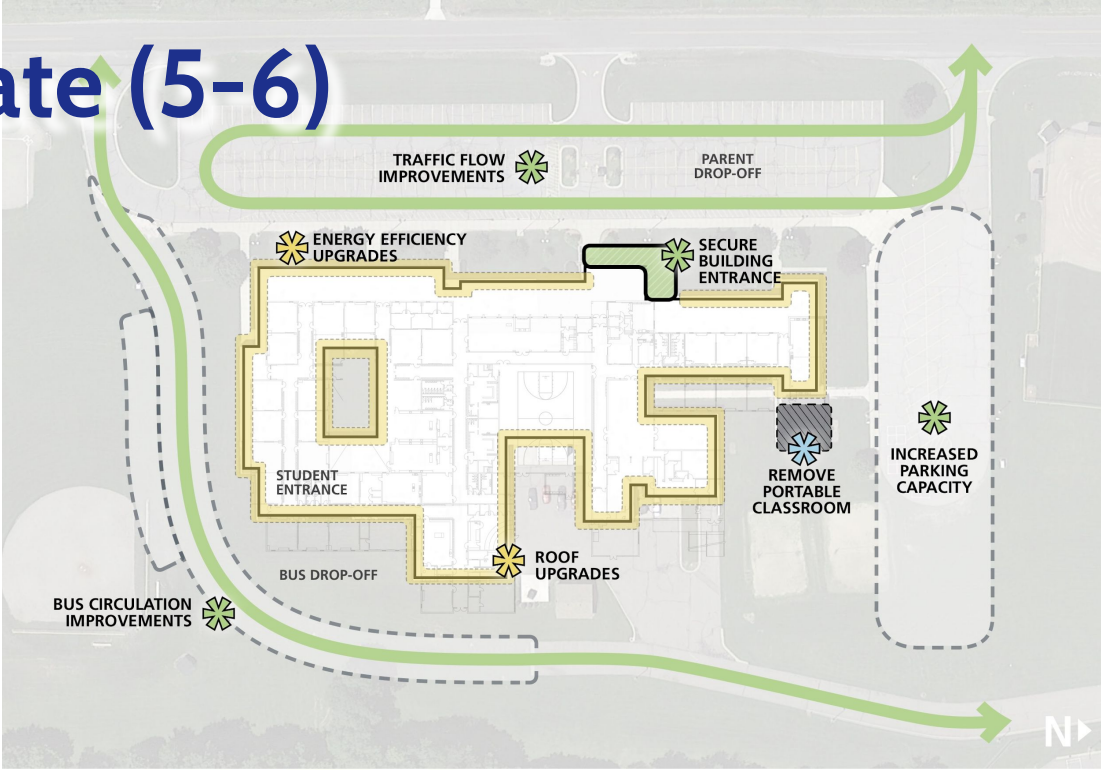 ate (5-6)
TRAFFIC FLOW
IMPROVEMENTS
PARENT
DROP-OFF
ENERGY EFFICIENCY
UPGRADES
SECURE
BUILDING
ENTRANCE
INCREASED
PARKING
CAPACITY
REMOVE
PORTABLE
CLASSROOM
STUDENT
ENTRANCE
ROOF
UPGRADES
BUS DROP-OFF
BUS CIRCULATION
IMPROVEMENTS
N